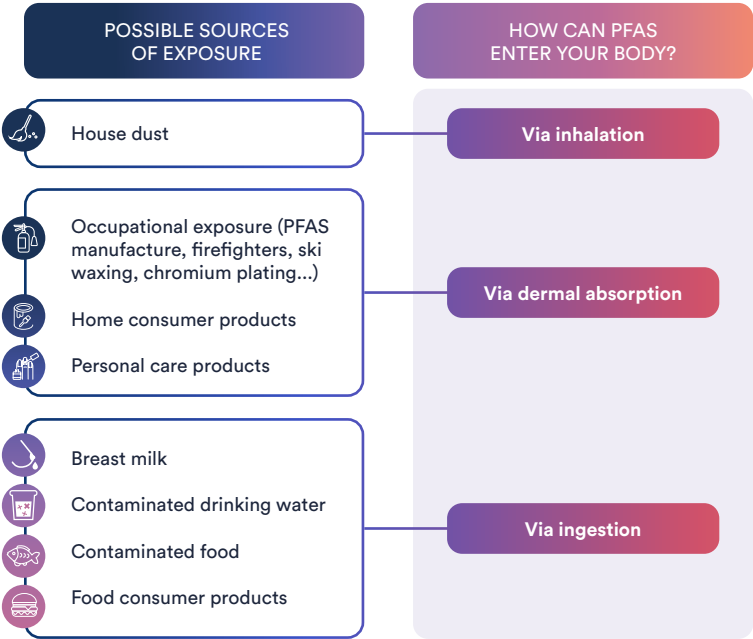 POSSIBLE SOURCES
OF EXPOSURE
HOW CAN PFAS
ENTER YOUR BODY?
House dust
Via inhalation
Occupational exposure (PFAS
manufacture, firefighters, ski
waxing, chromium plating...)
Home consumer products
Personal care products
Via dermal absorption
Breast milk
Contaminated drinking water
Contaminated food
Food consumer products
Via ingestion